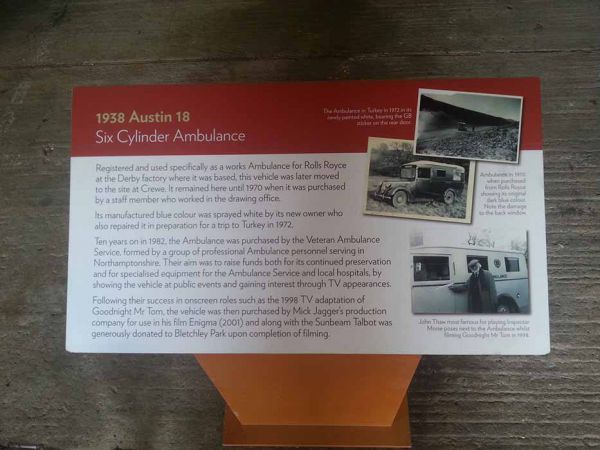 1938 Austin 18
Six Cylinder Ambulance
Registered and used specifically as a works Ambulance for Rolls Royce
at the Derby factory where it was based, this vehicle was later moved
to the site at Crewe. It remained here until 1970 when it was purchased
by a staff member who worked in the drawing office.
Its manufactured blue colour was sprayed white by its new owner who
also repaired it in preparation for a trip to Turkey in 1972.
Ten years on in 1982, the Ambulance was purchased by the Veteran Ambulance
Service, formed by a group of professional Ambulance personnel serving in
Northamptonshire. Their aim was to raise funds both for its continued preservation
and for specialised equipment for the Ambulance Service and local hospitals, by
showing the vehicle at public events and gaining interest through TV appearances.
Following their success in onscreen roles such as the 1998 TV adaptation of
Goodnight Mr Tom, the vehicle was then purchased by Mick Jagger's production
company for use in his film Enigma (2001) and along with the Sunbeam Talbot was
generously donated to Bletchley Park upon completion of filming.
The Ambulance in Turkey in 1972 in its
newly painted white, bearing the GB
sticker on the rear door.
Ambulance in 1970
when purchased
from Rolls Royce
showing its original
dark blue colour.
Note the damage
to the back window.
John Thaw most famous for playing Inspector
Morse poses next to the Ambulance whilst
filming Goodnight Mr Tom in 1998.